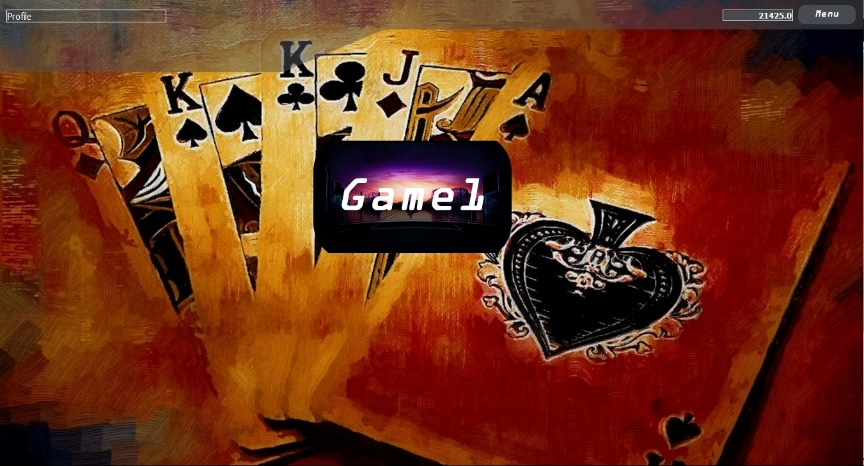 Profile
21425.0
Menu
Q
K
K
J
A
Game1